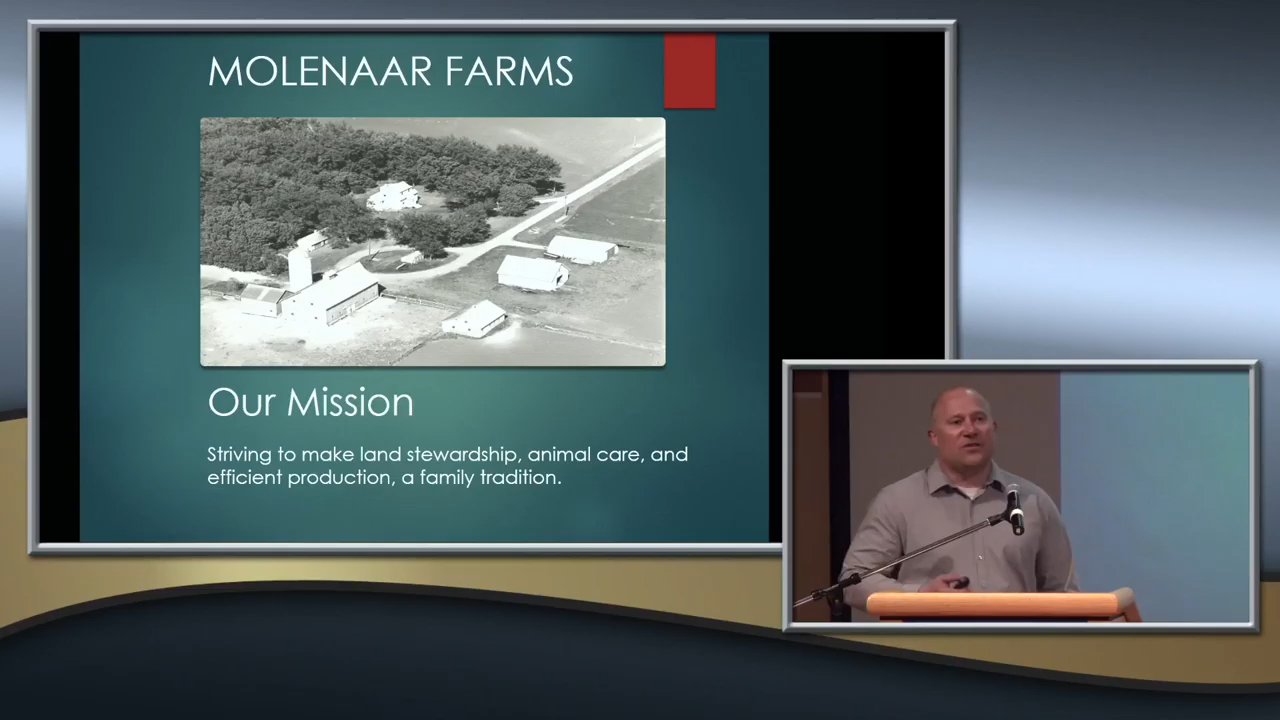 MOLENAAR FARMS
Our Mission
Striving to make land stewardship, animal care, and
efficient production, a family tradition.